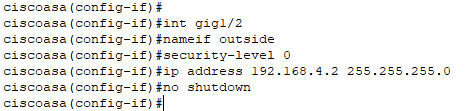 ciscoasa(config-if)#
ciscoasa(config-if)#int gig1/2
ciscoasa(config-if)#nameif outside
ciscoasa(config-if)#security-level 0
ciscoasa(config-if)#ip address 192.168.4.2 255.255.255.0
ciscoasa(config-if)#no shutdown
ciscoasa(config-if)#